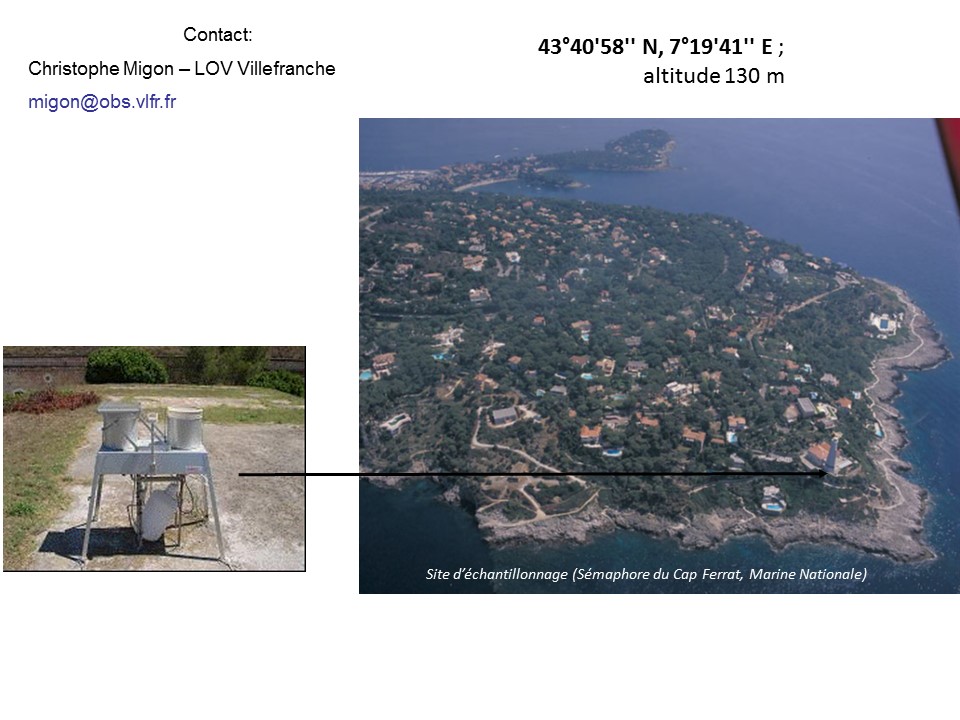 Contact:
Christophe Migon – LOV Villefranche
migon@obs.vlfr.fr
43°40'58'' N, 7°19'41'' E ;
altitude 130 m
Site d’échantillonnage (Sémaphore du Cap Ferrat, Marine Nationale)